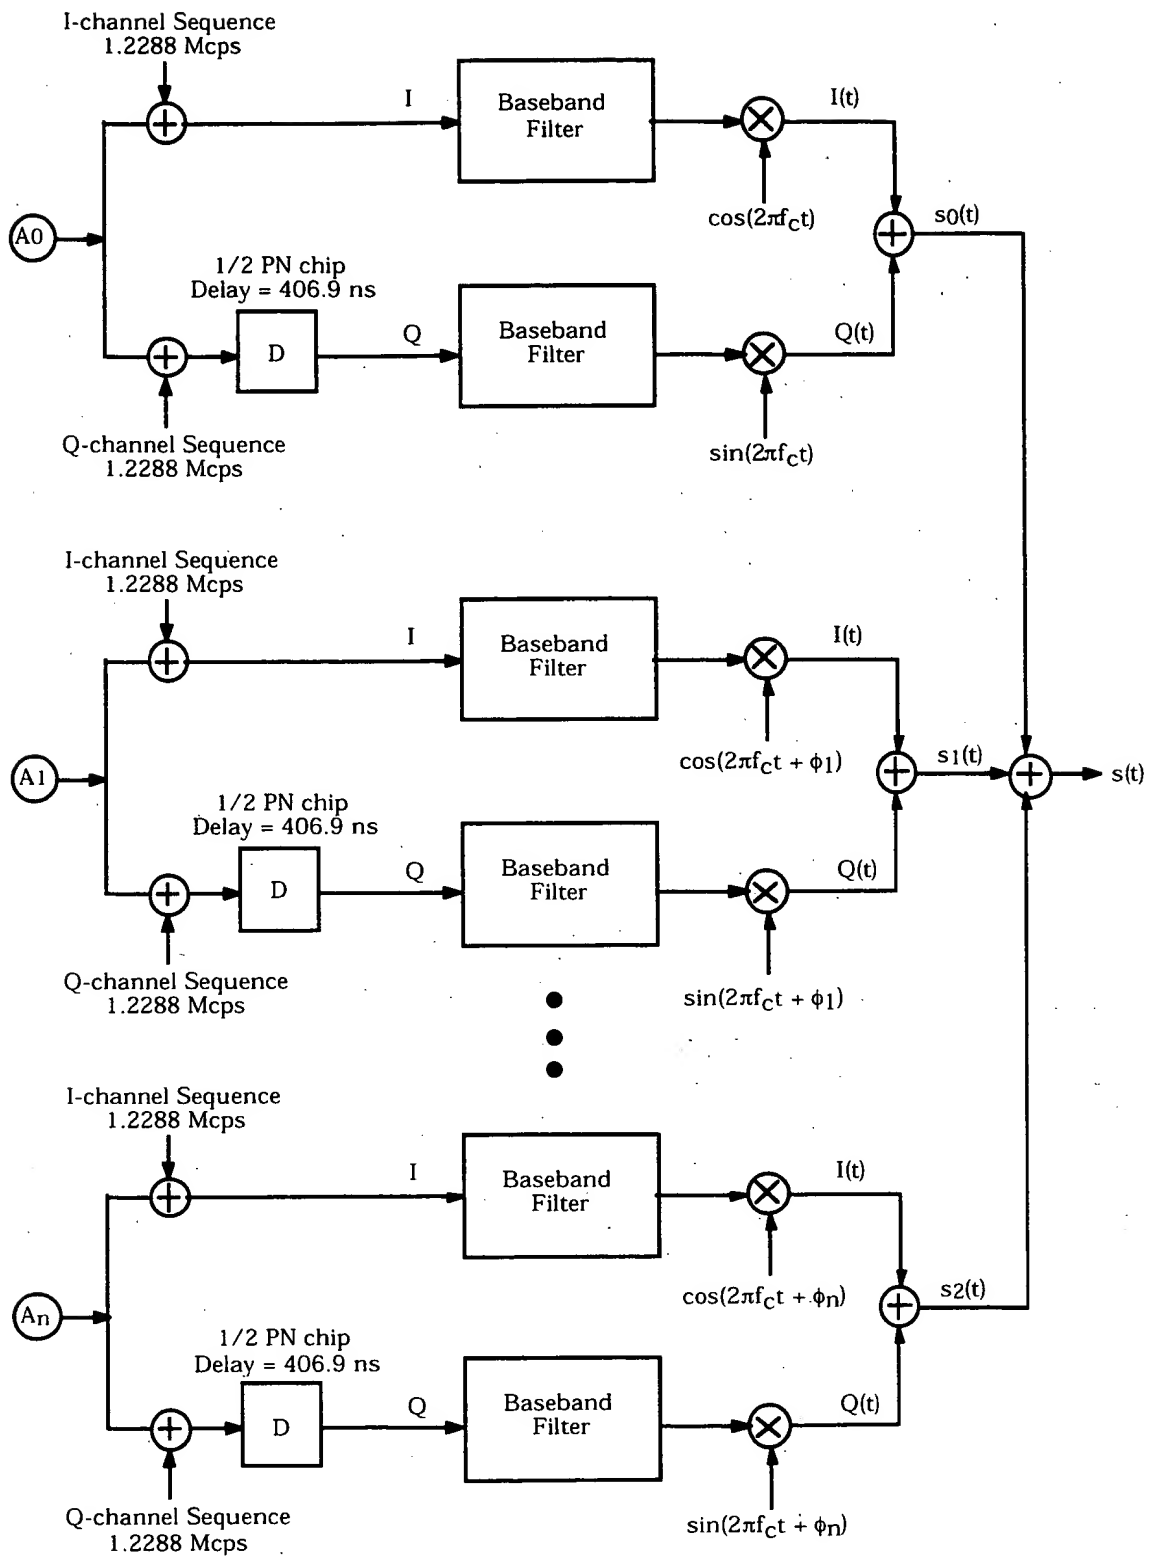 I-channel Sequence
1.2288 Mcps
I
Baseband
Filter
I(t)
cos(2πfct)
A0
s0(t)
1/2 PN chip
Delay = 406.9 ns
D
Q
Baseband
Filter
Q(t)
Q-channel Sequence
1.2288 Mcps
sin(2πfct)
I-channel Sequence
1.2288 Mcps
I
Baseband
Filter
I(t)
cos(2πfct + ϕ1)
A1
s1(t)
s(t)
1/2 PN chip
Delay = 406.9 ns
D
Q
Baseband
Filter
Q(t)
Q-channel Sequence
1.2288 Mcps
sin(2πfct + ϕ1)
I-channel Sequence
1.2288 Mcps
I
Baseband
Filter
I(t)
cos(2πfct + ϕn)
An
s2(t)
1/2 PN chip
Delay = 406.9 ns
D
Q
Baseband
Filter
Q(t)
Q-channel Sequence
1.2288 Mcps
sin(2πfct + ϕn)